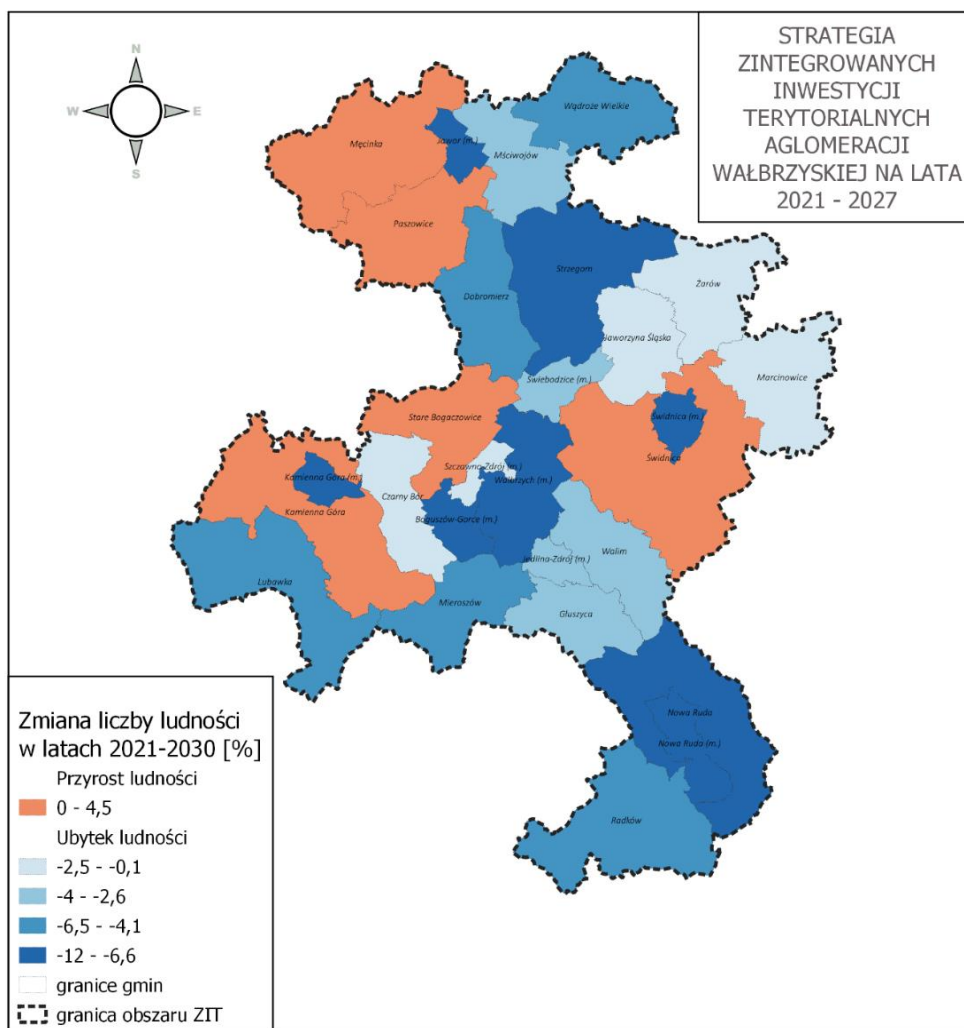 STRATEGIA
ZINTEGROWANYCH
INWESTYCJI
TERYTORIALNYCH
AGLOMERACJI
WAŁBRZYSKIEJ NA LATA
2021 - 2027
N
W
E
S
Wądroże Wielkie
Męcinka
Jawor (m.)
Mściwojów
Paszowice
Strzegom
Żarów
Dobromierz
Jaworzyna Śląska
Świebodzice (m.)
Marcinowice
Stare Bogaczowice
Świdnica (m.)
Świdnica
Szczawno-Zdrój (m.)
Kamienna Góra (m.)
Wałbrzych (m.)
Czarny Bór
Kamienna Góra
Boguszów-Gorce (m.)
Walim
Jedlina-Zdrój (m.)
Lubawka
Mieroszów
Głuszyca
Nowa Ruda
Nowa Ruda (m.)
Radków
Zmiana liczby ludności
w latach 2021-2030 [%]
Przyrost ludności
0 - 4,5
Ubytek ludności
-2,5 - -0,1
-4 - -2,6
-6,5 - -4,1
-12 - -6,6
granice gmin
granica obszaru ZIT